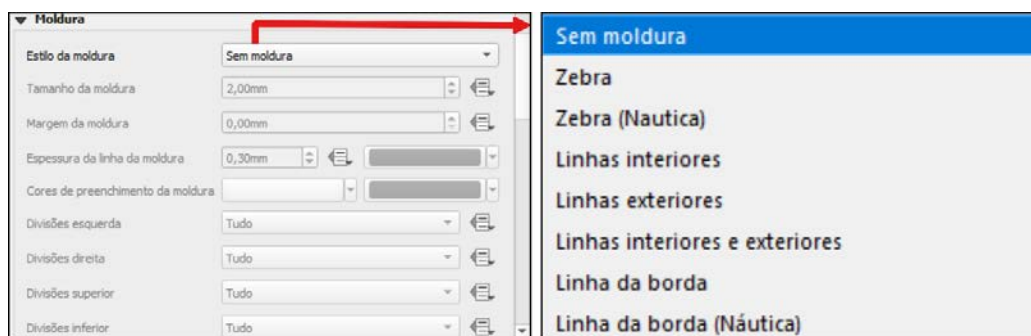 Moldura
Estilo da moldura Sem moldura
Tamanho da moldura 2,00mm
Margem da moldura 0,00mm
Espessura da linha da moldura 0,30mm
Cores de preenchimento da moldura
Divisões esquerda Tudo
Divisões direita Tudo
Divisões superior Tudo
Divisões inferior Tudo
Sem moldura
Zebra
Zebra (Nautica)
Linhas interiores
Linhas exteriores
Linhas interiores e exteriores
Linha da borda
Linha da borda (Náutica)